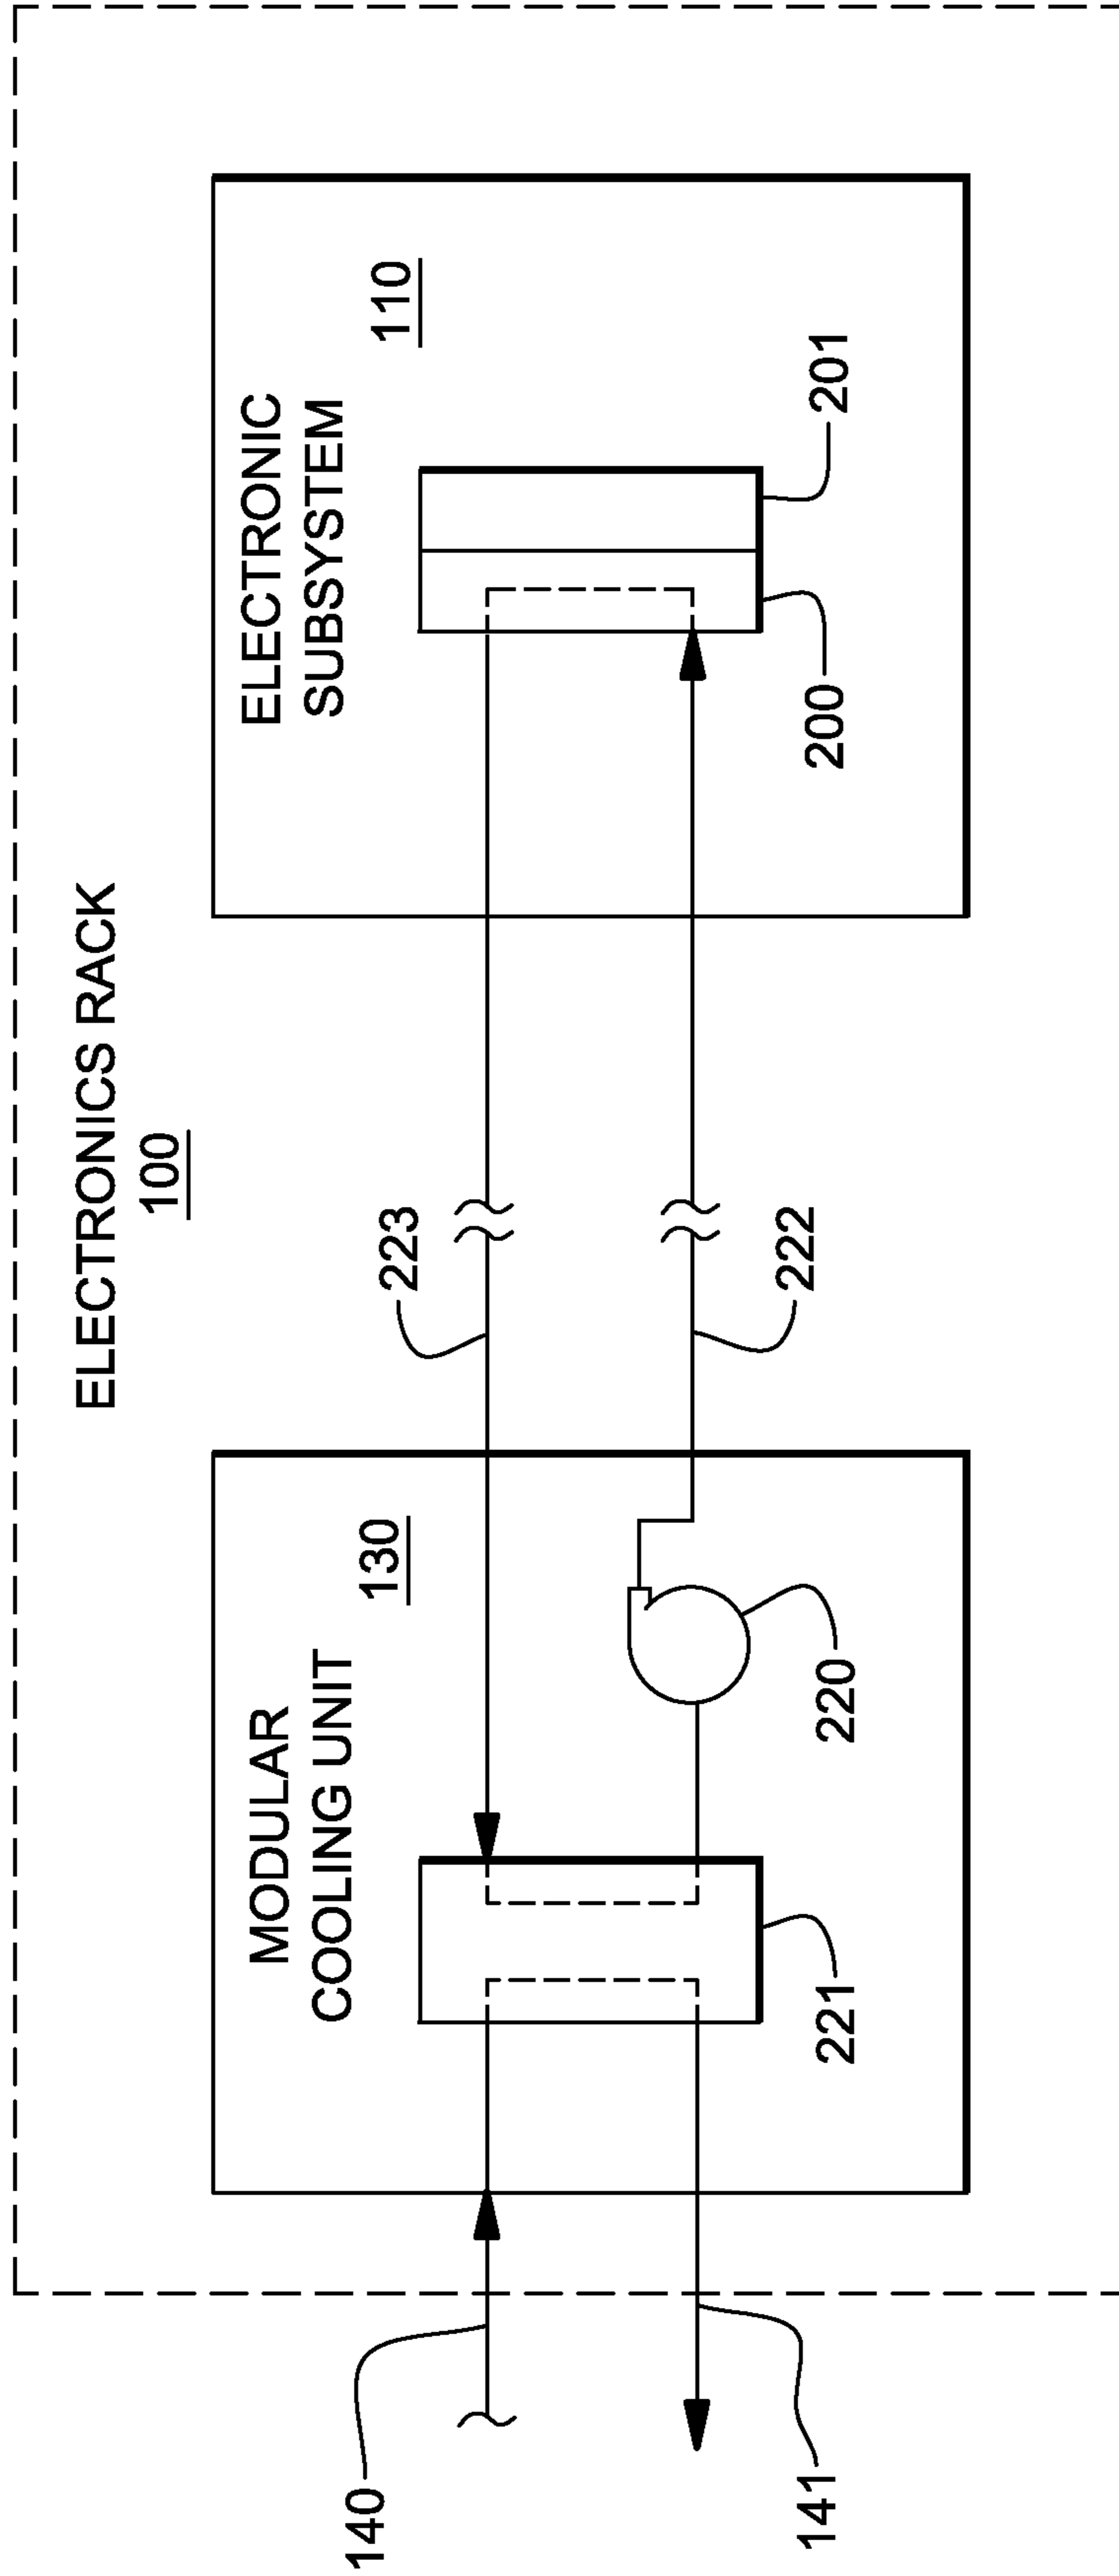 ELECTRONICS RACK
100
MODULAR
COOLING UNIT
130
ELECTRONIC
SUBSYSTEM
110
140
223
141
221
220
222
200
201